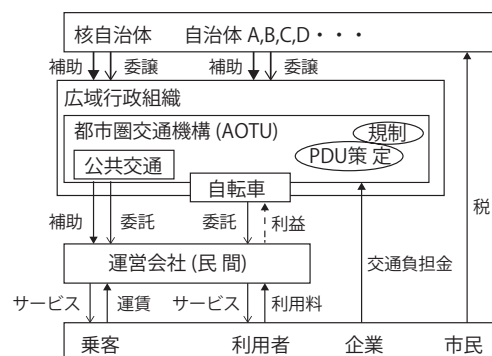 核自治体 自治体 A,B,C,D・・・
補助 委譲 補助 委譲
広域行政組織
都市圏交通機構 (AOTU) 規制
PDU策 定
公共交通
自転車
補助 委託 委託 利益
税
運営会社 (民 間)
交通負担金
サービス 運賃 サービス 利用料
乗客 利用者 企業 市民